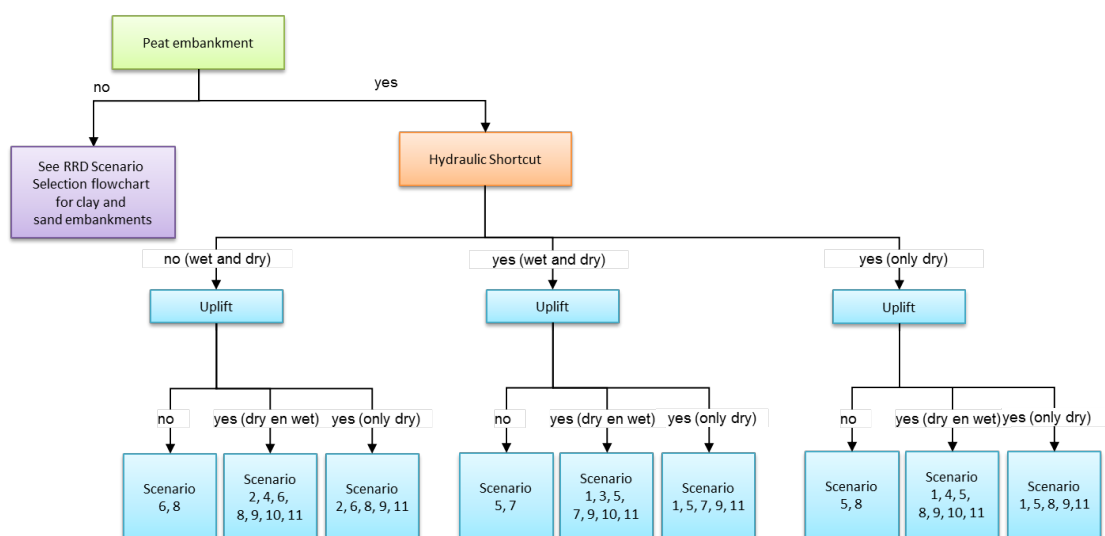 Peat embankment
no
yes
See RRD Scenario
Selection flowchart
for clay and
sand embankments
Hydraulic Shortcut
no (wet and dry)
yes (wet and dry)
yes (only dry)
Uplift
Uplift
Uplift
no
yes (dry en wet)
yes (only dry)
no
yes (dry en wet)
yes (only dry)
no
yes (dry en wet)
yes (only dry)
Scenario
6, 8
Scenario
2, 4, 6,
8, 9, 10, 11
Scenario
2, 6, 8, 9, 11
Scenario
5, 7
Scenario
1, 3, 5,
7, 9, 10, 11
Scenario
1, 5, 7, 9, 11
Scenario
5, 8
Scenario
1, 4, 5,
8, 9, 10, 11
Scenario
1, 5, 8, 9,11